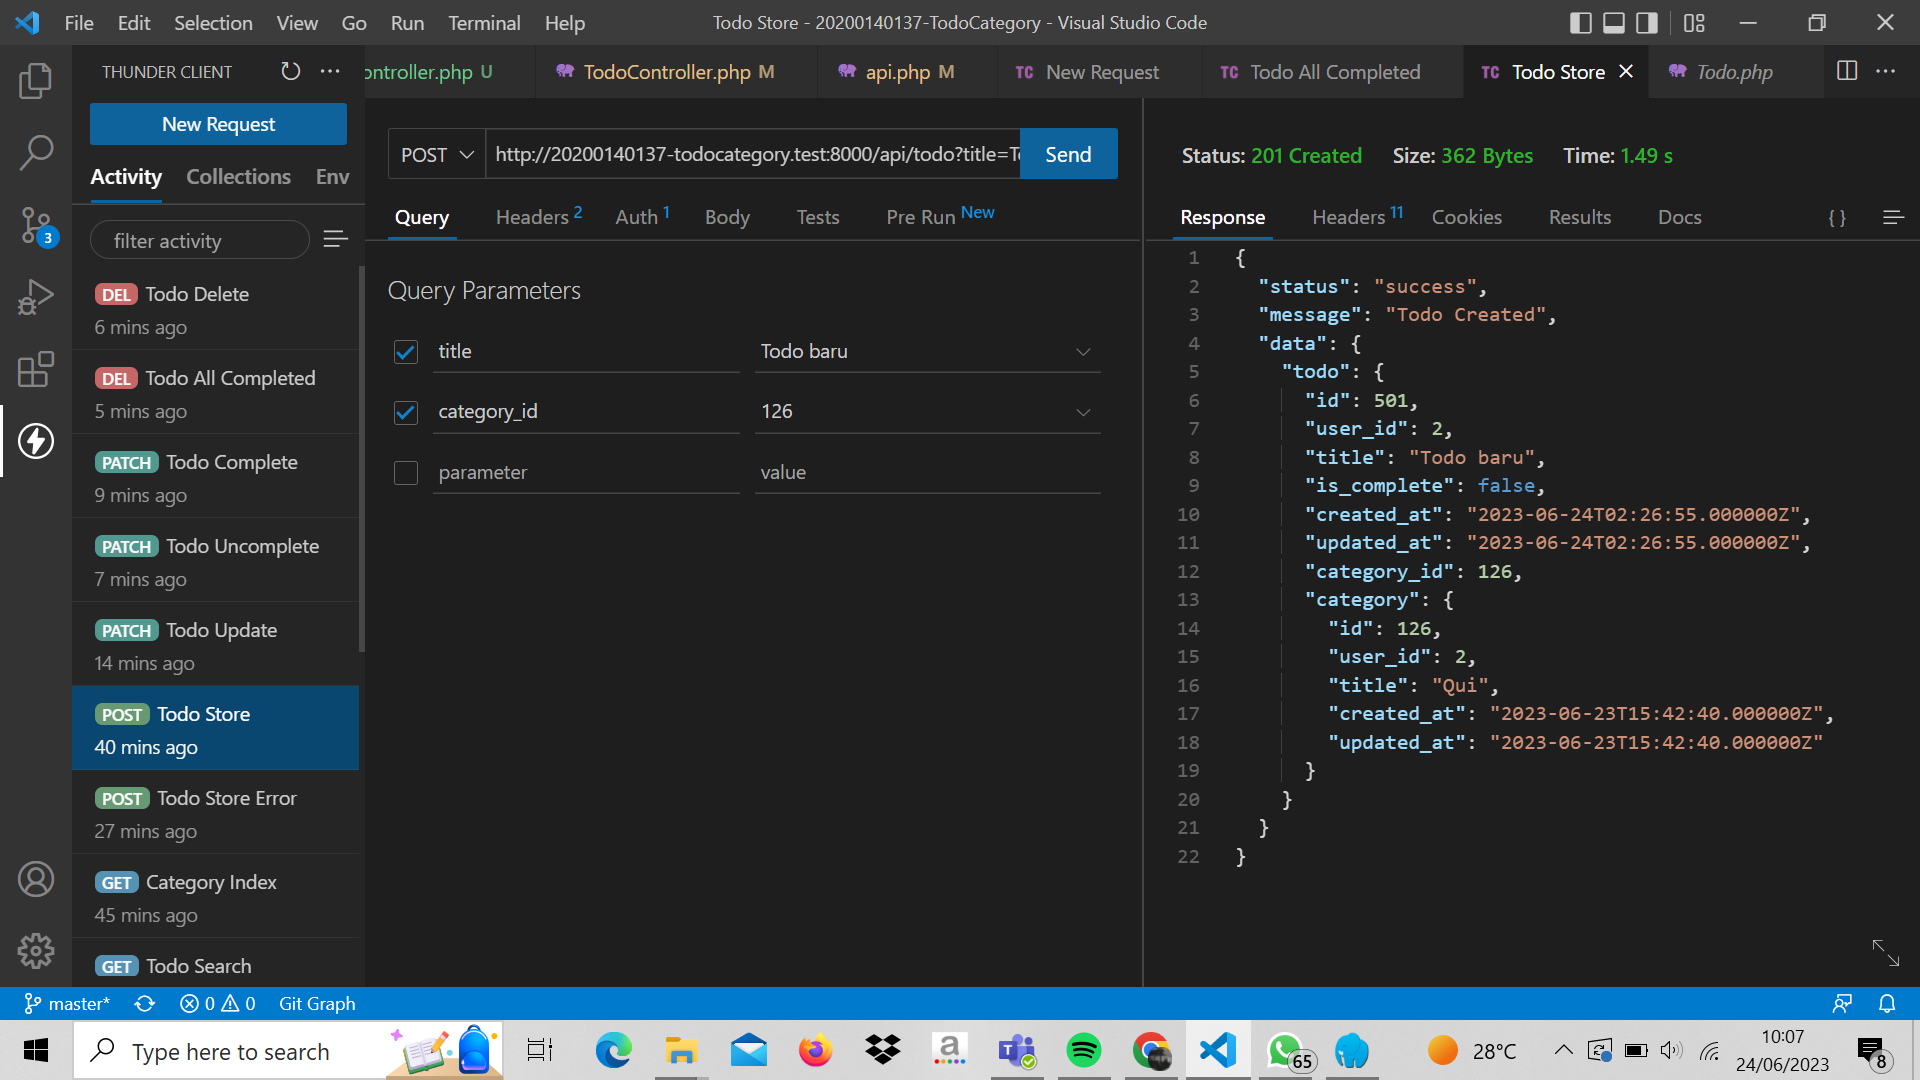 File Edit Selection View Go Run Terminal Help
Todo Store - 20200140137-TodoCategory - Visual Studio Code
THUNDER CLIENT
ontroller.php U
TodoController.php M
api.php M
TC New Request
TC Todo All Completed
TC Todo Store
Todo.php
New Request
Activity Collections Env
filter activity
DEL Todo Delete
6 mins ago
DEL Todo All Completed
5 mins ago
PATCH Todo Complete
9 mins ago
PATCH Todo Uncomplete
7 mins ago
PATCH Todo Update
14 mins ago
POST Todo Store
40 mins ago
POST Todo Store Error
27 mins ago
GET Category Index
45 mins ago
GET Todo Search
3
POST http://20200140137-todocategory.test:8000/api/todo?title=To Send
Query Headers 2 Auth 1 Body Tests Pre Run New
Query Parameters
title Todo baru
category_id 126
parameter value
Status: 201 Created Size: 362 Bytes Time: 1.49 s
Response Headers 11 Cookies Results Docs { }
1 {
2 "status": "success",
3 "message": "Todo Created",
4 "data": {
5 "todo": {
6 "id": 501,
7 "user_id": 2,
8 "title": "Todo baru",
9 "is_complete": false,
10 "created_at": "2023-06-24T02:26:55.000000Z",
11 "updated_at": "2023-06-24T02:26:55.000000Z",
12 "category_id": 126,
13 "category": {
14 "id": 126,
15 "user_id": 2,
16 "title": "Qui",
17 "created_at": "2023-06-23T15:42:40.000000Z",
18 "updated_at": "2023-06-23T15:42:40.000000Z"
19 }
20 }
21 }
22 }
master* 0 0 Git Graph
Type here to search
a
65
28°C
10:07
24/06/2023
8